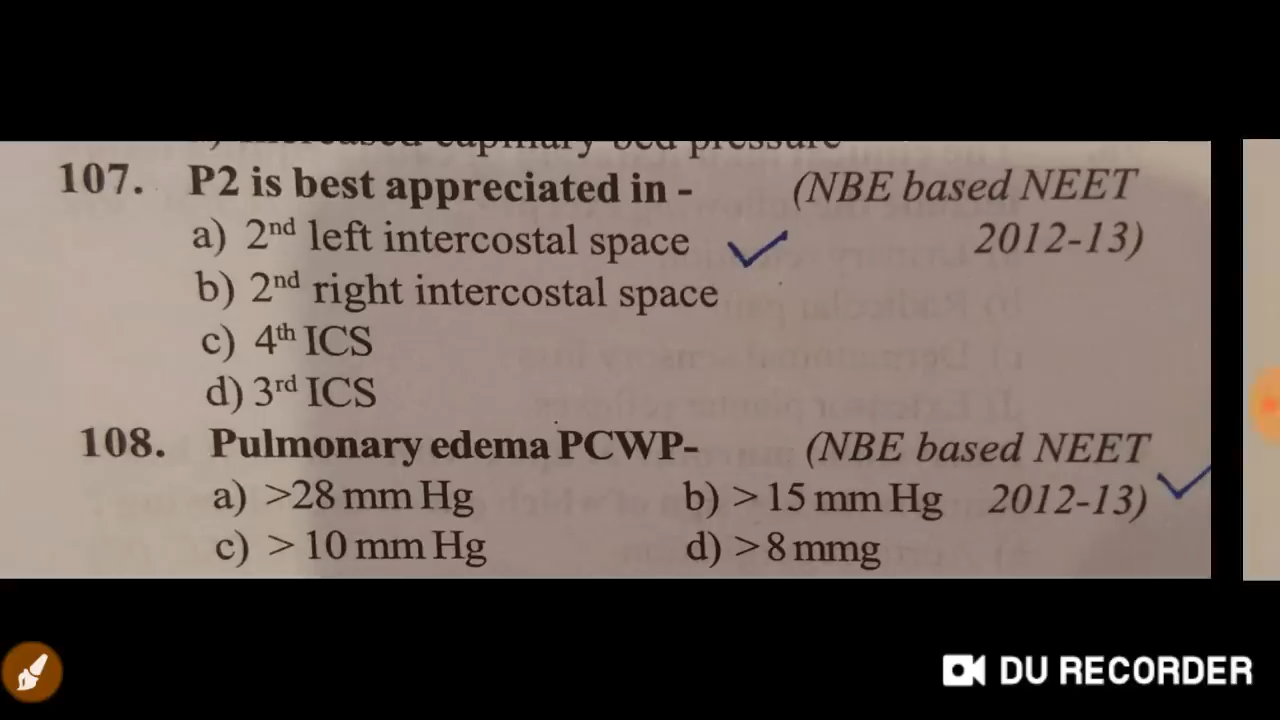 107. P2 is best appreciated in - (NBE based NEET
a) 2nd left intercostal space 2012-13)
b) 2nd right intercostal space
c) 4th ICS
d) 3rd ICS
108. Pulmonary edema PCWP- (NBE based NEET
a) >28 mm Hg b) > 15 mm Hg 2012-13)
c) > 10 mm Hg d) >8 mmg
DU RECORDER